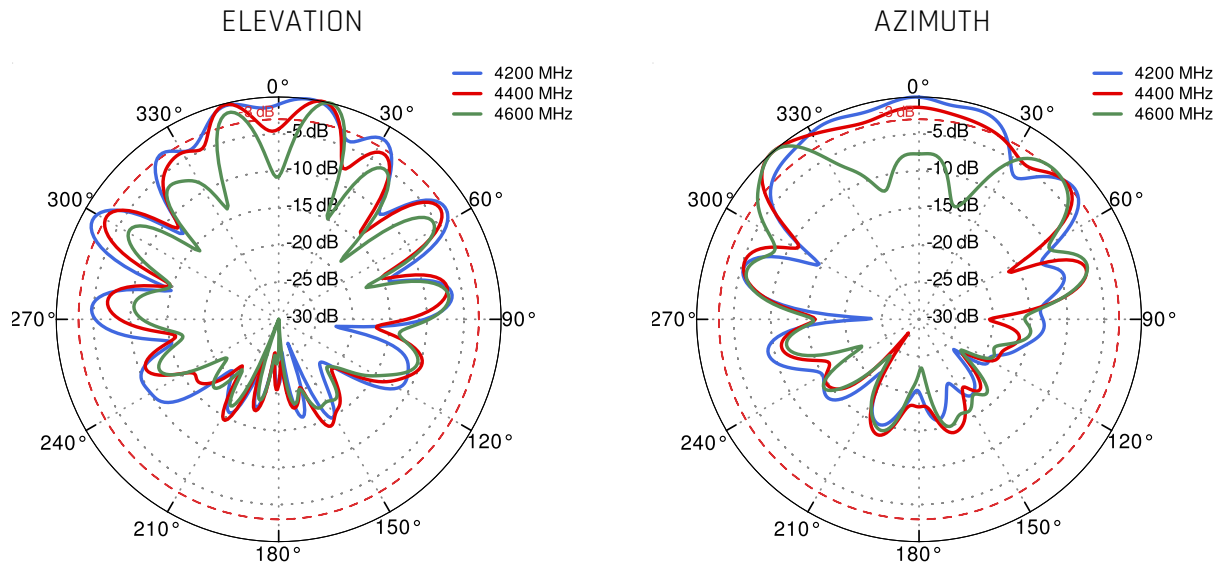 ELEVATION
4200 MHz
4400 MHz
4600 MHz
0°
330°
30°
-3 dB
-5 dB
-10 dB
300°
60°
-15 dB
-20 dB
-25 dB
-30 dB
270°
90°
240°
120°
210°
150°
180°
AZIMUTH
4200 MHz
4400 MHz
4600 MHz
0°
330°
30°
-3 dB
-5 dB
-10 dB
300°
60°
-15 dB
-20 dB
-25 dB
-30 dB
270°
90°
240°
120°
210°
150°
180°